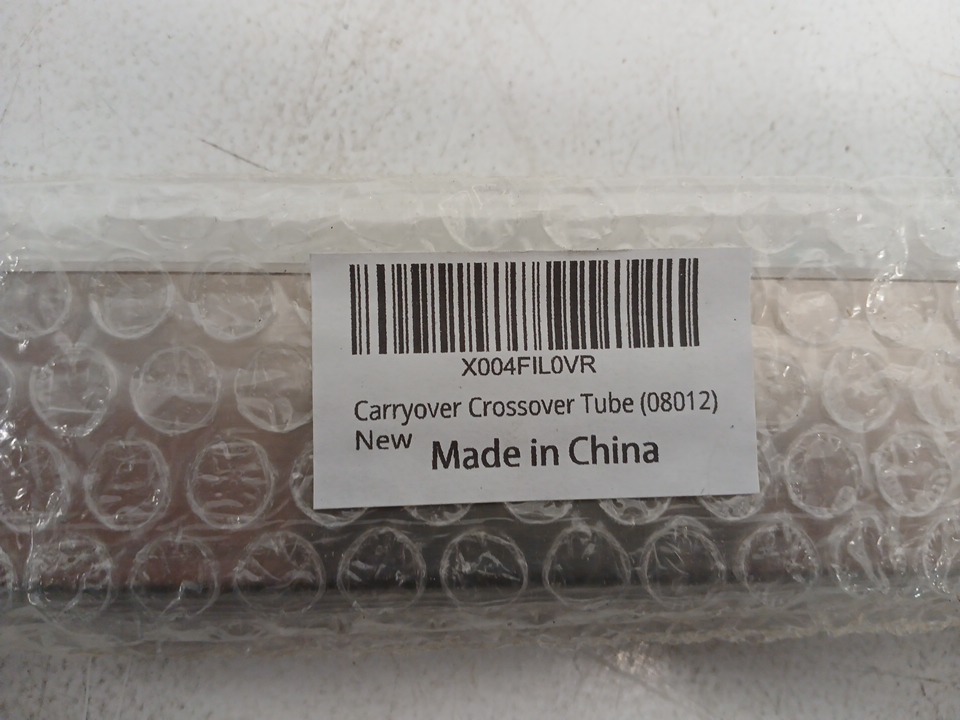 X004FIL0VR
Carryover Crossover Tube (08012)
New Made in China